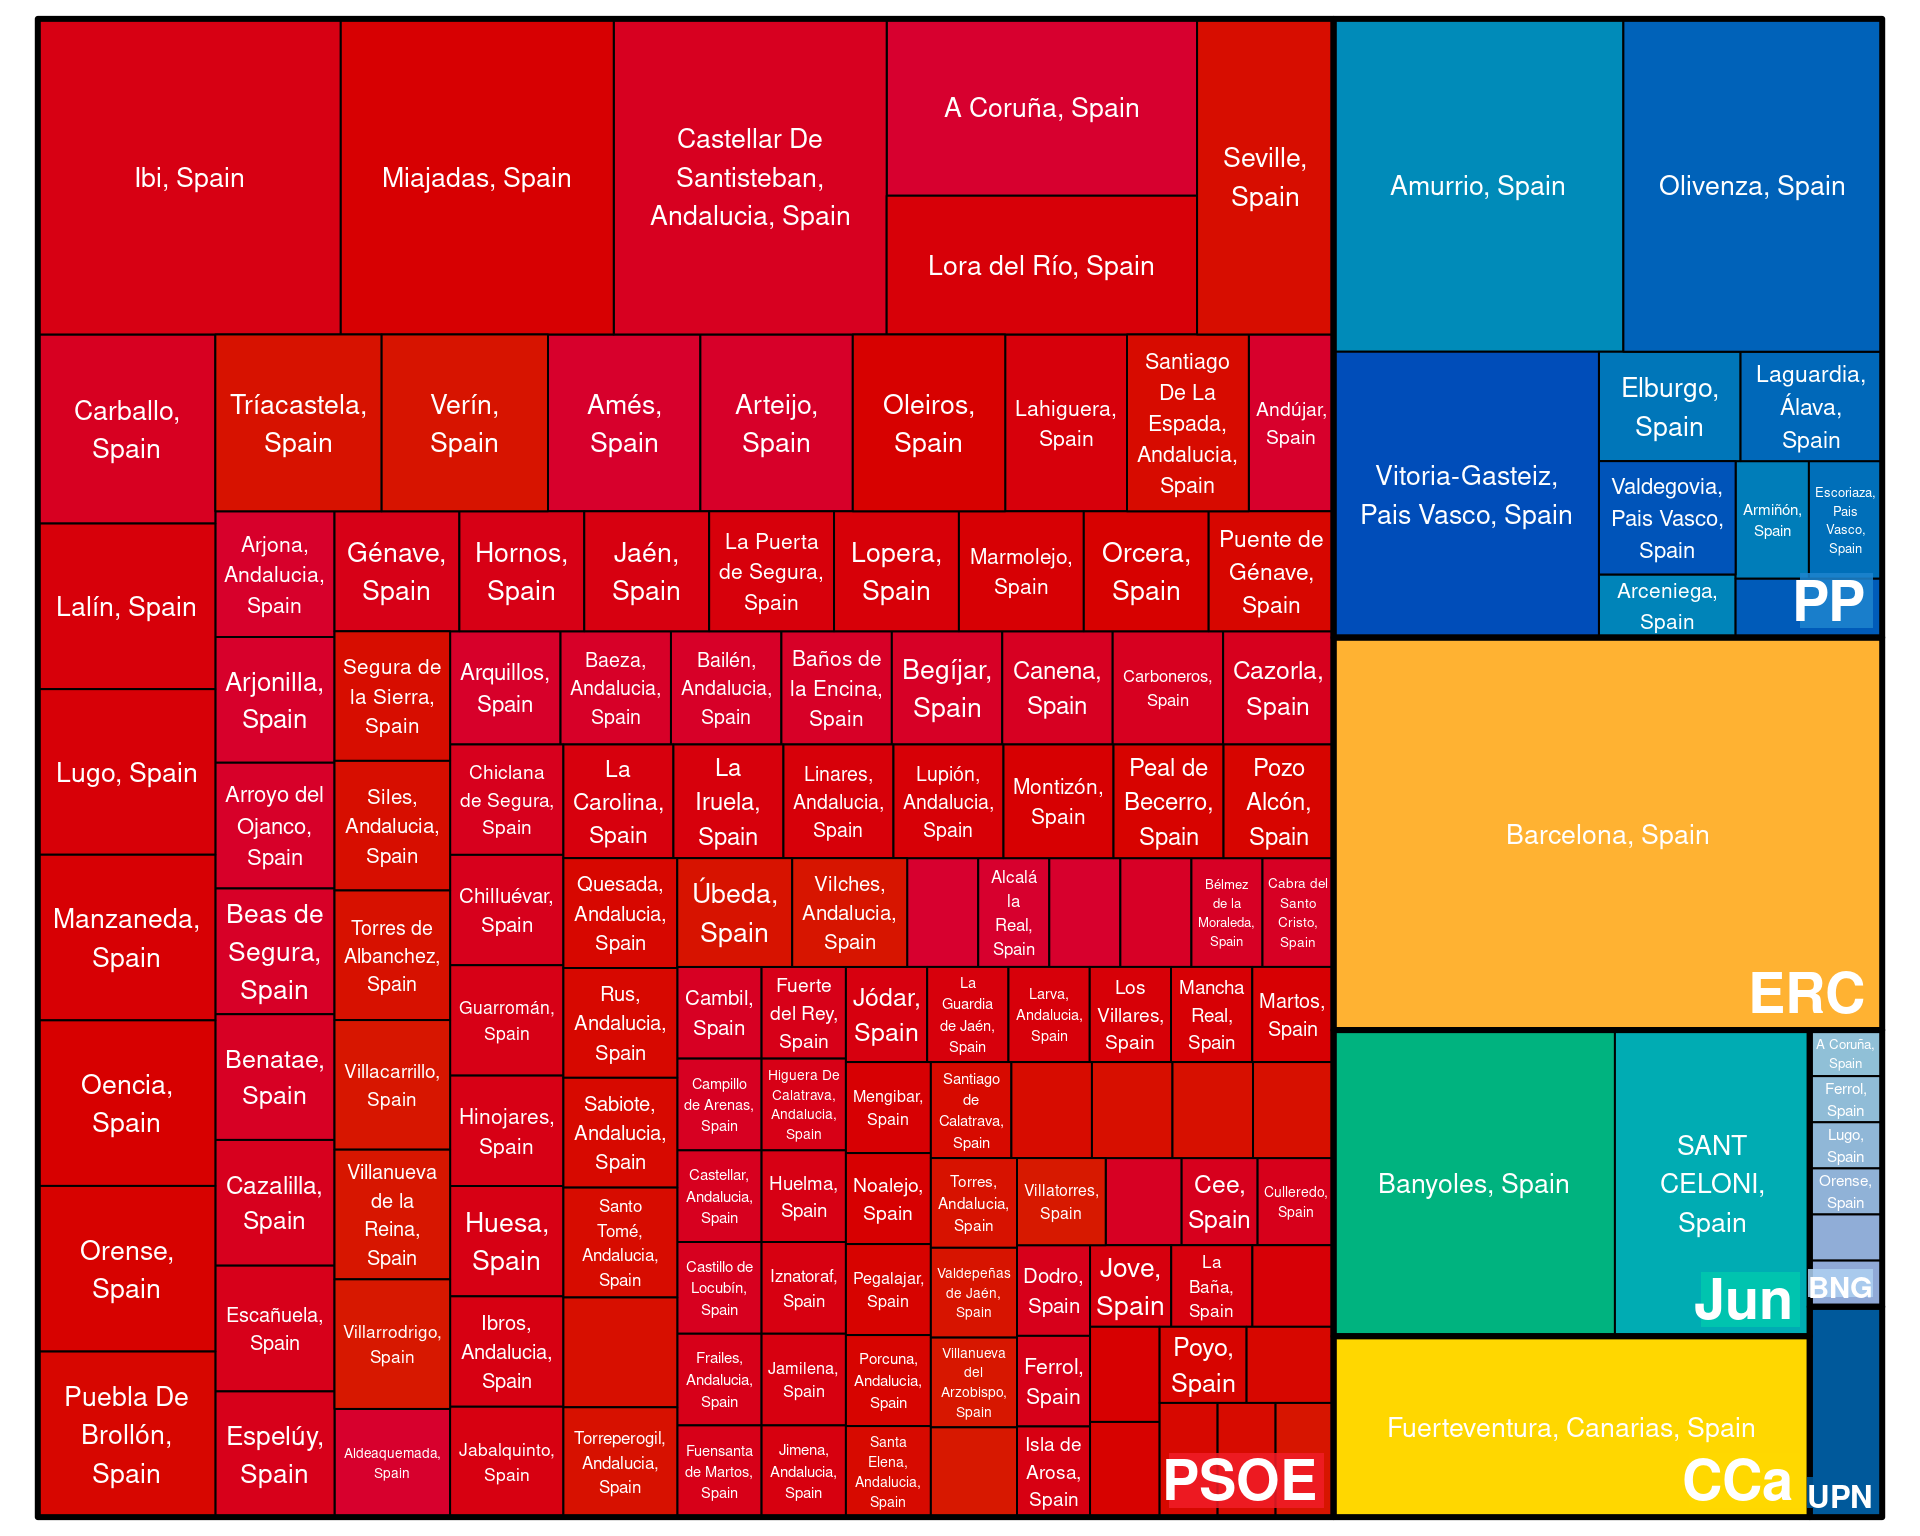 Ibi, Spain
Miajadas, Spain
Castellar De
Santisteban,
Andalucia, Spain
A Coruña, Spain
Lora del Río, Spain
Seville,
Spain
Carballo,
Spain
Tríacastela,
Spain
Verín,
Spain
Amés,
Spain
Arteijo,
Spain
Oleiros,
Spain
Lahiguera,
Spain
Santiago
De La
Espada,
Andalucia,
Spain
Andújar,
Spain
Lalín, Spain
Lugo, Spain
Manzaneda,
Spain
Oencia,
Spain
Orense,
Spain
Puebla De
Brollón,
Spain
Arjona,
Andalucia,
Spain
Génave,
Spain
Hornos,
Spain
Jaén,
Spain
La Puerta
de Segura,
Spain
Lopera,
Spain
Marmolejo,
Spain
Orcera,
Spain
Puente de
Génave,
Spain
Arjonilla,
Spain
Arroyo del
Ojanco,
Spain
Beas de
Segura,
Spain
Benatae,
Spain
Cazalilla,
Spain
Escañuela,
Spain
Espelúy,
Spain
Segura de
la Sierra,
Spain
Siles,
Andalucia,
Spain
Torres de
Albanchez,
Spain
Villacarrillo,
Spain
Villanueva
de la
Reina,
Spain
Villarrodrigo,
Spain
Aldeaquemada,
Spain
Arquillos,
Spain
Baeza,
Andalucia,
Spain
Bailén,
Andalucia,
Spain
Baños de
la Encina,
Spain
Begíjar,
Spain
Canena,
Spain
Carboneros,
Spain
Cazorla,
Spain
Chiclana
de Segura,
Spain
Chilluévar,
Spain
Guarromán,
Spain
Hinojares,
Spain
Huesa,
Spain
Ibros,
Andalucia,
Spain
Jabalquinto,
Spain
La
Carolina,
Spain
La
Iruela,
Spain
Linares,
Andalucia,
Spain
Lupión,
Andalucia,
Spain
Montizón,
Spain
Peal de
Becerro,
Spain
Pozo
Alcón,
Spain
Quesada,
Andalucia,
Spain
Rus,
Andalucia,
Spain
Sabiote,
Andalucia,
Spain
Santo
Tomé,
Andalucia,
Spain
Torreperogil,
Andalucia,
Spain
Úbeda,
Spain
Vilches,
Andalucia,
Spain
Alcalá
la
Real,
Spain
Bélmez
de la
Moraleda,
Spain
Cabra del
Santo
Cristo,
Spain
Cambil,
Spain
Fuerte
del Rey,
Spain
Campillo
de Arenas,
Spain
Higuera De
Calatrava,
Andalucia,
Spain
Castellar,
Andalucia,
Spain
Huelma,
Spain
Castillo de
Locubín,
Spain
Iznatoraf,
Spain
Frailes,
Andalucia,
Spain
Jamilena,
Spain
Fuensanta
de Martos,
Spain
Jimena,
Andalucia,
Spain
Jódar,
Spain
La
Guardia
de Jaén,
Spain
Larva,
Andalucia,
Spain
Los
Villares,
Spain
Mancha
Real,
Spain
Martos,
Spain
Mengibar,
Spain
Noalejo,
Spain
Pegalajar,
Spain
Porcuna,
Andalucia,
Spain
Santa
Elena,
Andalucia,
Spain
Santiago
de
Calatrava,
Spain
Torres,
Andalucia,
Spain
Valdepeñas
de Jaén,
Spain
Villanueva
del
Arzobispo,
Spain
Villatorres,
Spain
Cee,
Spain
Culleredo,
Spain
Dodro,
Spain
Jove,
Spain
La
Baña,
Spain
Ferrol,
Spain
Isla de
Arosa,
Spain
Poyo,
Spain
PSOE
Amurrio, Spain
Olivenza, Spain
Vitoria-Gasteiz,
Pais Vasco, Spain
Elburgo,
Spain
Laguardia,
Álava,
Spain
Valdegovia,
Pais Vasco,
Spain
Armiñón,
Spain
Escoriaza,
Pais
Vasco,
Spain
Arceniega,
Spain
PP
Barcelona, Spain
ERC
Banyoles, Spain
SANT
CELONI,
Spain
Jun
A Coruña,
Spain
Ferrol,
Spain
Lugo,
Spain
Orense,
Spain
BNG
Fuerteventura, Canarias, Spain
CCa
UPN